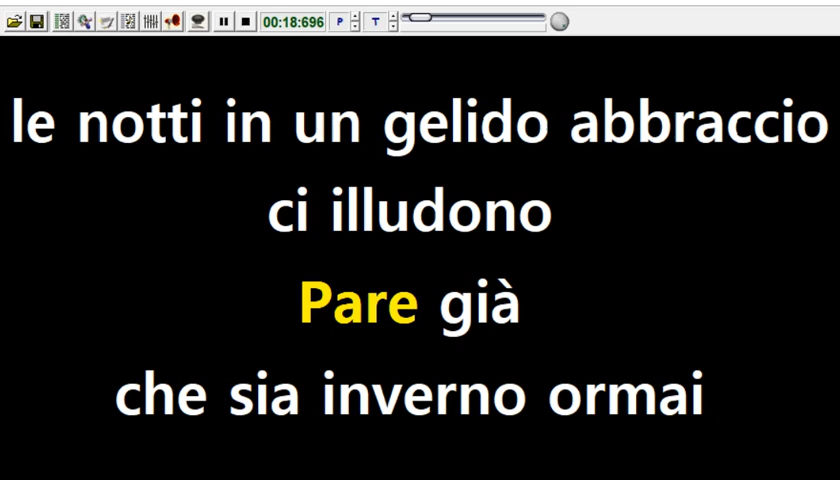 00:18:696 P T
le notti in un gelido abbraccio
ci illudono
Pare già
che sia inverno ormai